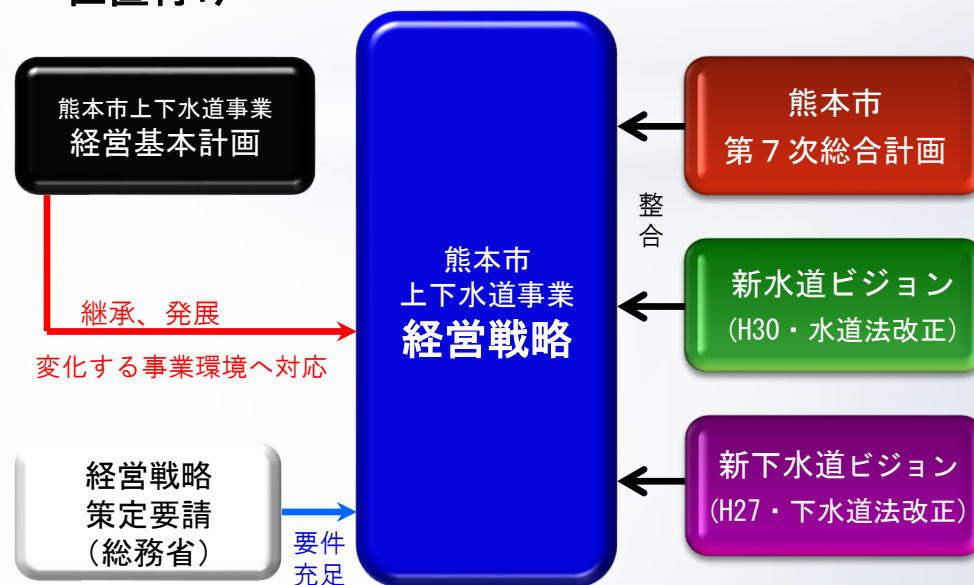 位置付け
熊本市上下水道事業
経営基本計画
継承、発展
変化する事業環境へ対応
経営戦略
策定要請
（総務省）
要件
充足
熊本市
上下水道事業
経営戦略
整
合
熊本市
第７次総合計画
新水道ビジョン
（H30・水道法改正）
新下水道ビジョン
（H27・下水道法改正）